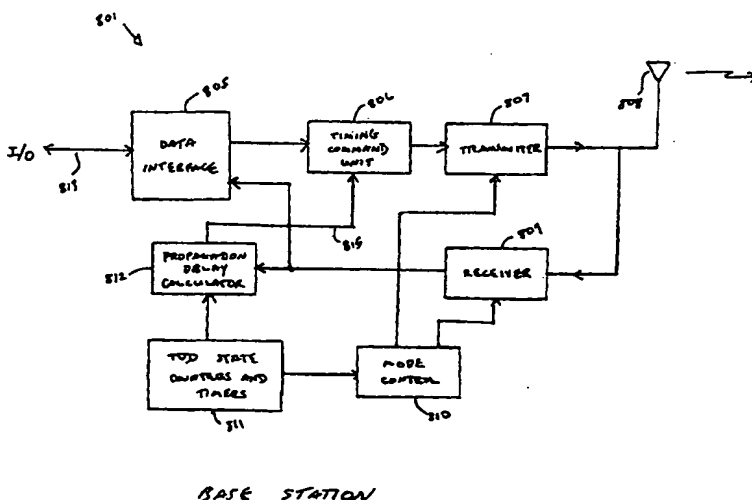 801
805
DATA
INTERFACE
I/O
813
806
TIMING
COMMAND
UNIT
807
TRANSMITTER
808
815
812
PROPAGATION
DELAY
CALCULATOR
809
RECEIVER
TDD STATE
COUNTERS AND
TIMERS
811
MODE
CONTROL
810
BASE STATION